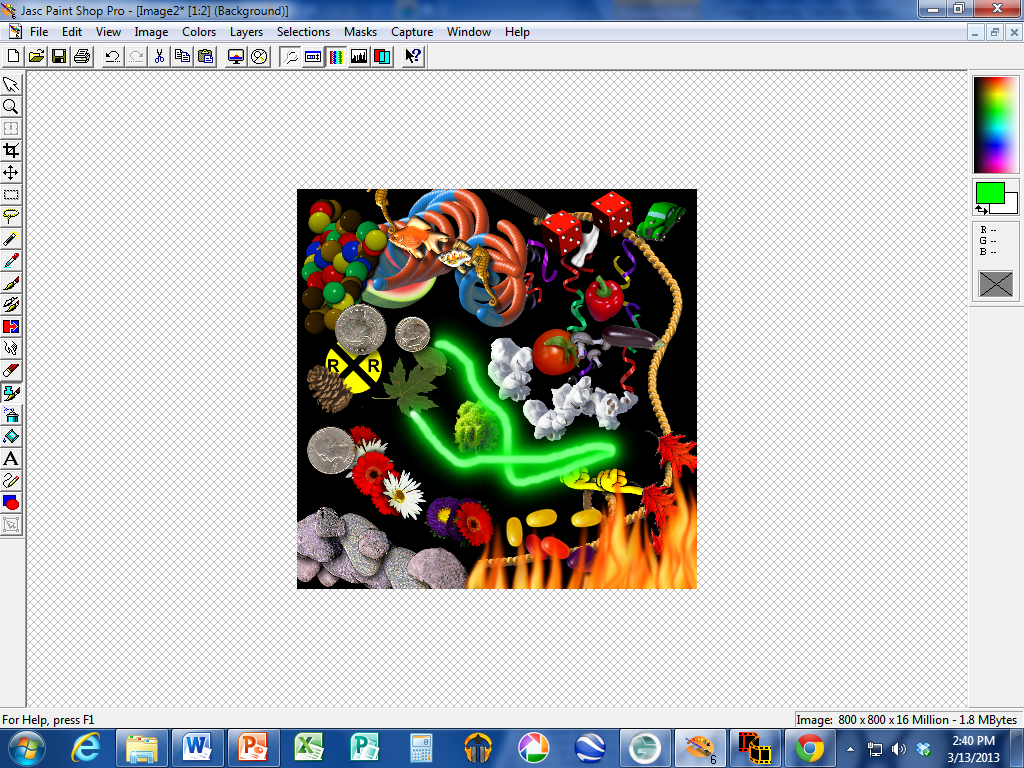 Jasc Paint Shop Pro - [Image2* [1:2] (Background)]
File Edit View Image Colors Layers Selections Masks Capture Window Help
R --
G --
B --
R R
For Help, press F1
Image: 800 x 800 x 16 Million - 1.8 MBytes
6
2:40 PM
3/13/2013